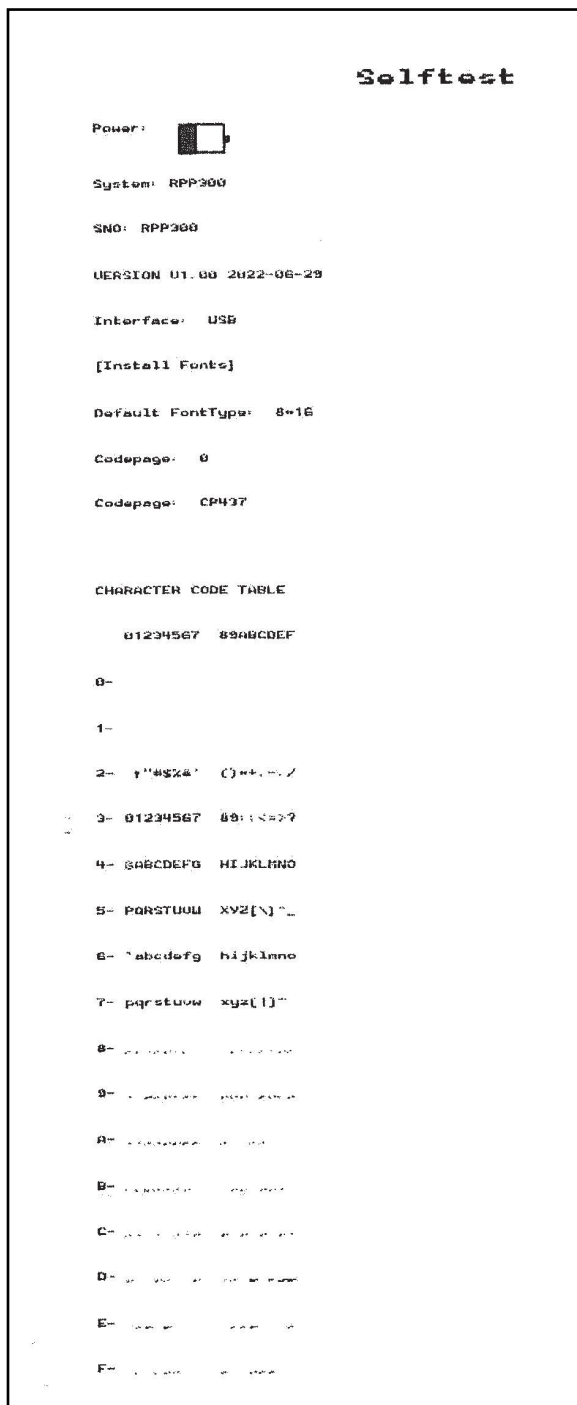 Selftest
Power:
System: RPP300
SNO: RPP300
VERSION V1.00 2022-06-29
Interface: USB
[Install Fonts]
Default FontType: 8*16
Codepage: 0
Codepage: CP437
CHARACTER CODE TABLE
01234567 89ABCDEF
0-
1-
2- !"#$%&' ()*+,-./
3- 01234567 89:;<=>?
4- @ABCDEFG HIJKLMNO
5- PQRSTUVW XYZ[\]^_
6- `abcdefg hijklmno
7- pqrstuvw xyz{|}~
8-
9-
A-
B-
C-
D-
E-
F-